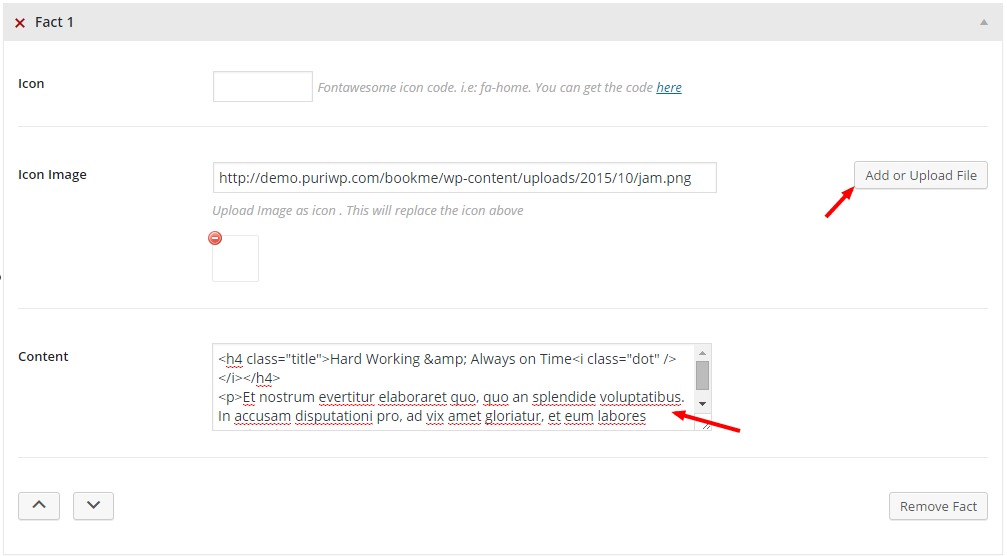 Fact 1
Icon
Fontawesome icon code. i.e: fa-home. You can get the code here
Icon Image
http://demo.puriwp.com/bookme/wp-content/uploads/2015/10/jam.png
Add or Upload File
Upload Image as icon . This will replace the icon above
Content
<h4 class="title">Hard Working &amp; Always on Time<i class="dot" />
</i></h4>
<p>Et nostrum evertitur elaboraret quo, quo an splendide voluptatibus.
In accusam disputationi pro, ad vix amet gloriatur, et eum labores
Remove Fact